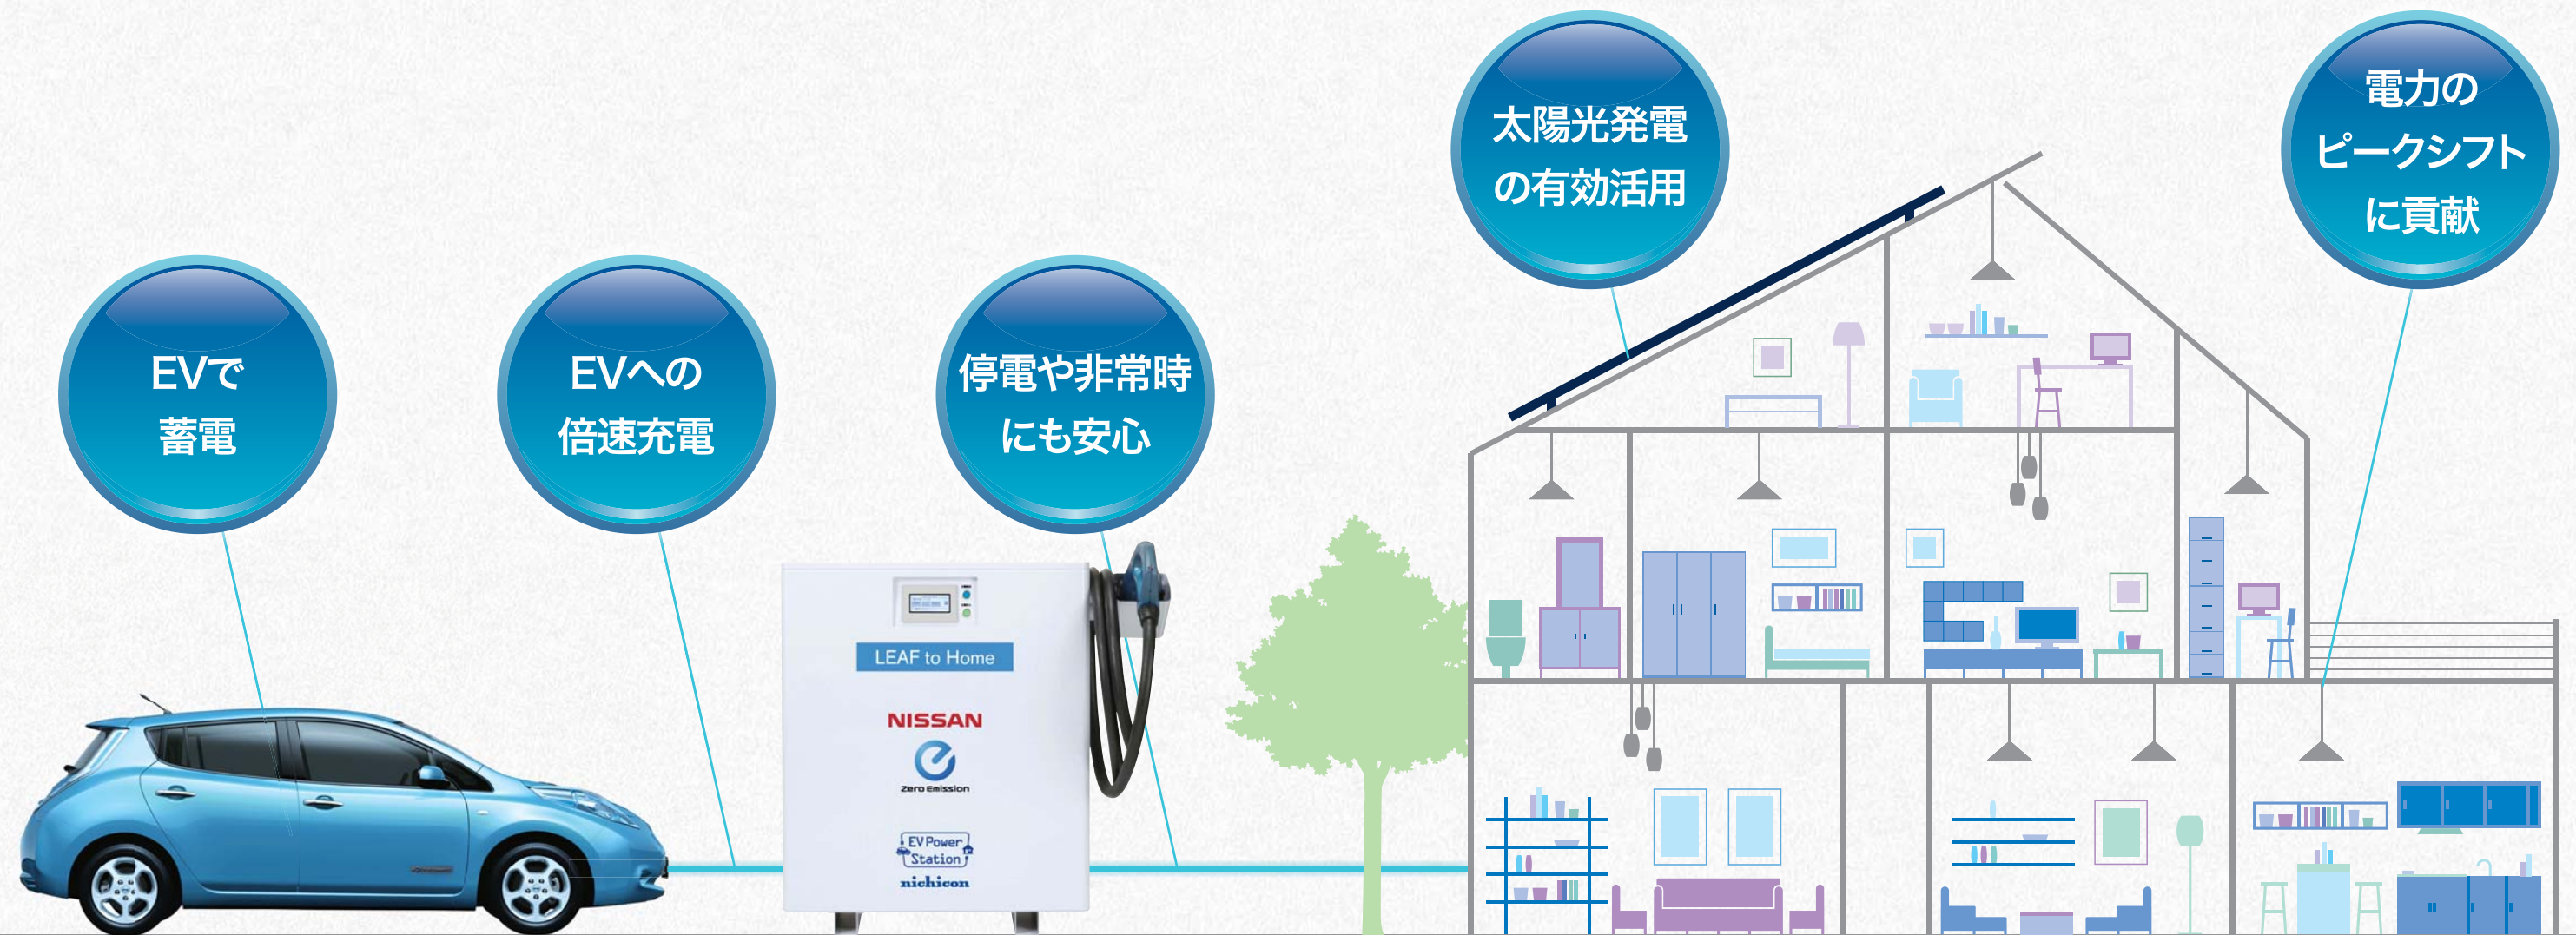 EVで
蓄電
EVへの
倍速充電
停電や非常時
にも安心
太陽光発電
の有効活用
電力の
ピークシフト
に貢献
LEAF to Home
NISSAN
Zero Emission
EV Power
Station
nichicon